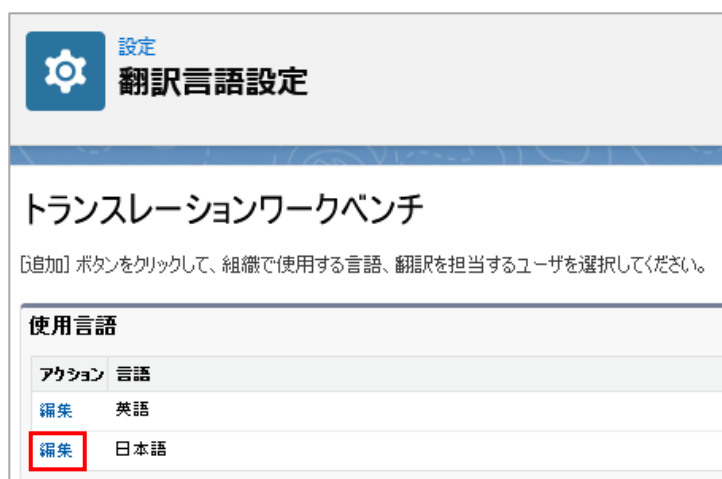 設定
翻訳言語設定
トランスレーションワークベンチ
[追加] ボタンをクリックして、組織で使用する言語、翻訳を担当するユーザを選択してください。
使用言語
アクション 言語
編集 英語
編集 日本語